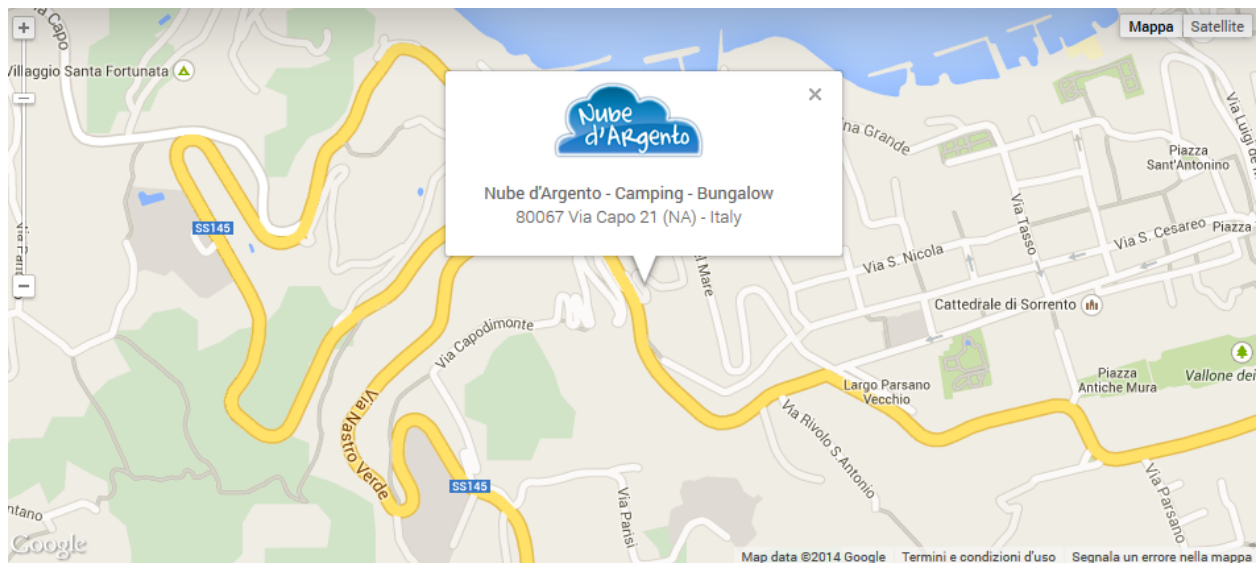 Via Capo
Mappa
Satellite
Villaggio Santa Fortunata
Nube
d'Argento
Nube d'Argento - Camping - Bungalow
80067 Via Capo 21 (NA) - Italy
Grande
Piazza
Sant'Antonino
SS145
Via Tasso
Via S. Cesareo
Piazza
Via S. Nicola
Mare
Cattedrale di Sorrento
Via Capodimonte
Largo Parsano
Vecchio
Piazza
Antiche Mura
Vallone dei
Via Nastro Verde
Via Rivolo S.Antonio
SS145
Via Parisi
Via Parsano
Google
Map data ©2014 Google
Termini e condizioni d'uso
Segnala un errore nella mappa